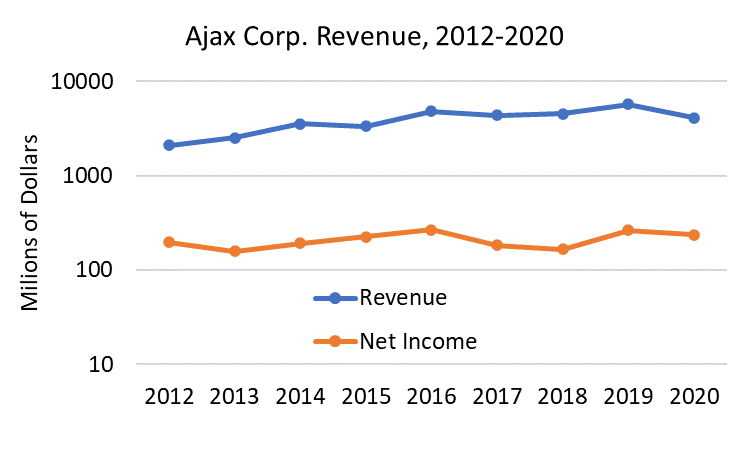 Ajax Corp. Revenue, 2012-2020
Millions of Dollars
10000
1000
100
10
Revenue
Net Income
2012 2013 2014 2015 2016 2017 2018 2019 2020